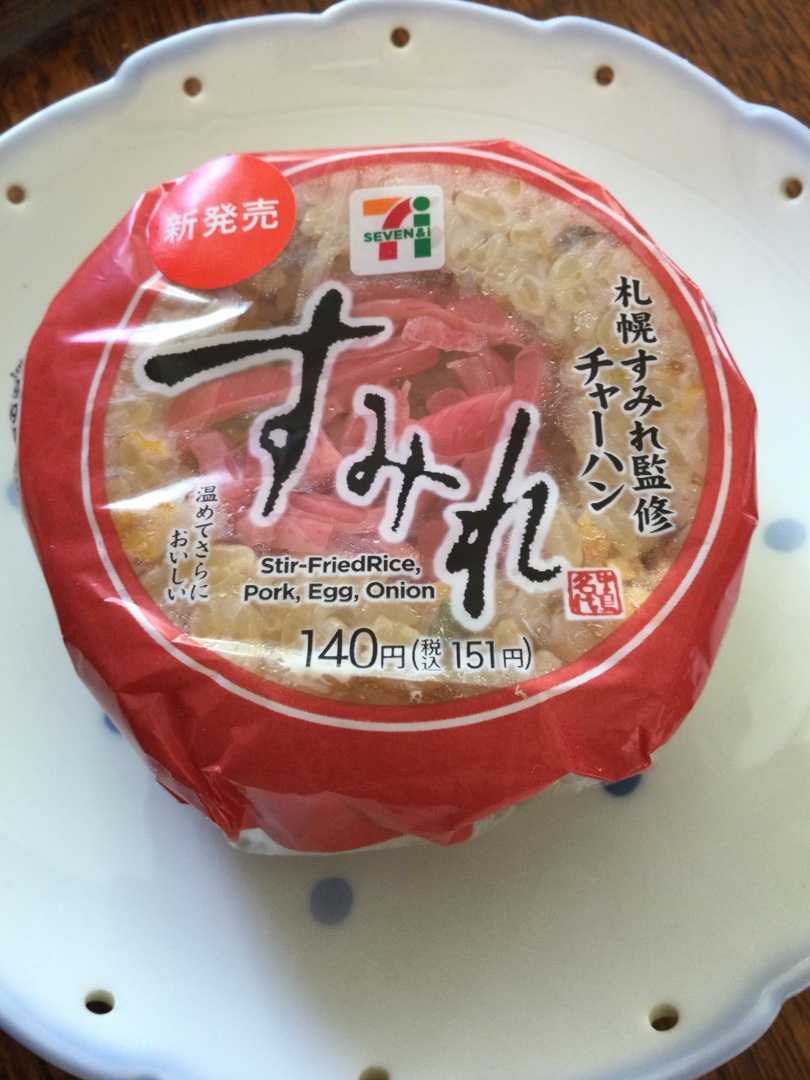 新発売
SEVEN&i
すみれ
札幌すみれ監修
チャーハン
温めてさらに
おいしい
Stir-FriedRice,
Pork, Egg, Onion
140円(税込 151円)